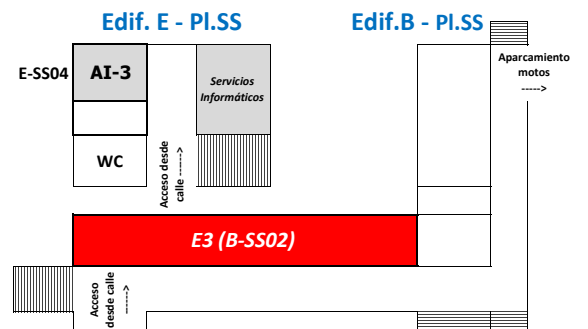 Edif. E - Pl.SS
Edif.B - Pl.SS
E-SS04
AI-3
Servicios
Informáticos
Aparcamiento
motos
----->
WC
Acceso desde
calle ------>
E3 (B-SS02)
Acceso
desde calle
----->